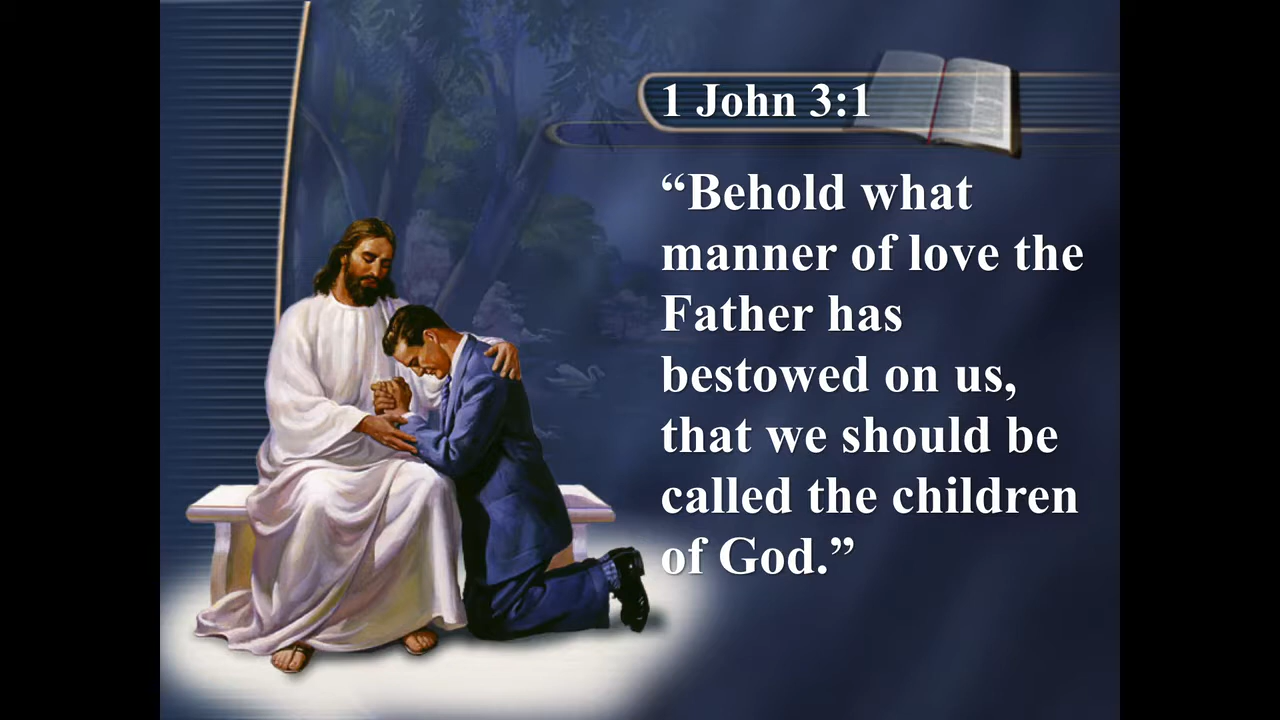 1 John 3:1
“Behold what
manner of love the
Father has
bestowed on us,
that we should be
called the children
of God.”